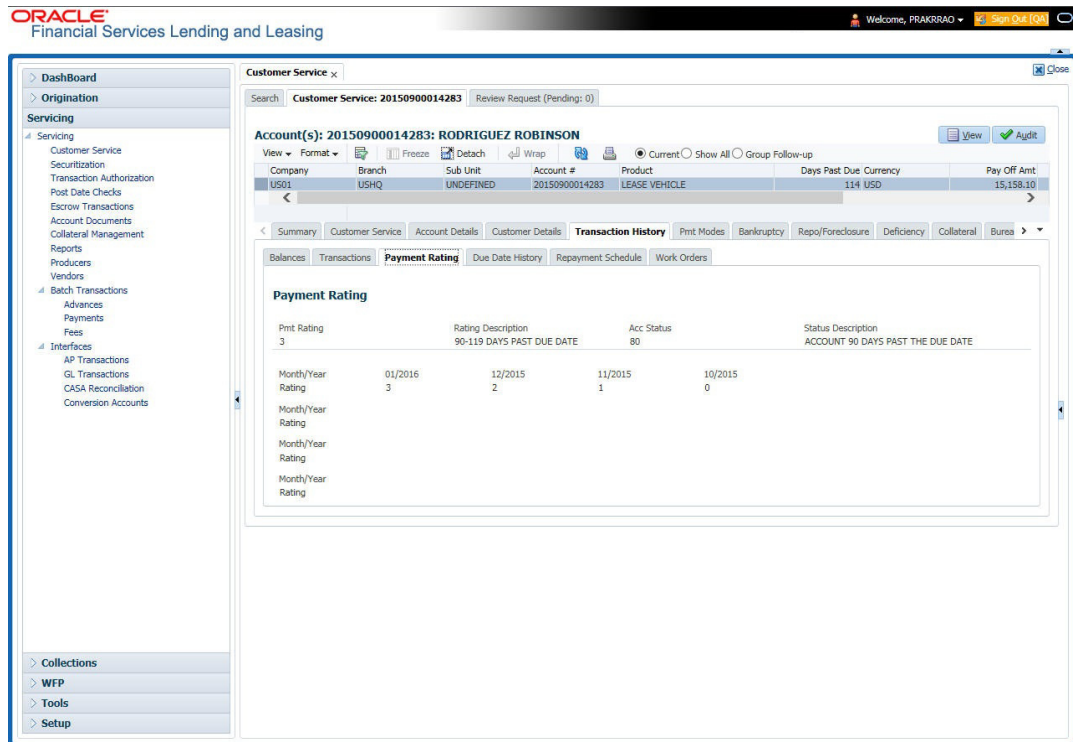 ORACLE
Financial Services Lending and Leasing
Welcome, PRAKRRAO
Sign Out [QA]
DashBoard
Origination
Servicing
Servicing
Customer Service
Securitization
Transaction Authorization
Post Date Checks
Escrow Transactions
Account Documents
Collateral Management
Reports
Producers
Vendors
Batch Transactions
Advances
Payments
Fees
Interfaces
AP Transactions
GL Transactions
CASA Reconciliation
Conversion Accounts
Collections
WFP
Tools
Setup
Customer Service x
Close
Search Customer Service: 20150900014283 Review Request (Pending: 0)
Account(s): 20150900014283: RODRIGUEZ ROBINSON
View Audit
View Format Freeze Detach Wrap Current Show All Group Follow-up
Company Branch Sub Unit Account # Product Days Past Due Currency Pay Off Amt
US01 USHQ UNDEFINED 20150900014283 LEASE VEHICLE 114 USD 15,158.10
Summary Customer Service Account Details Customer Details Transaction History Pmt Modes Bankruptcy Repo/Foreclosure Deficiency Collateral Burea
Balances Transactions Payment Rating Due Date History Repayment Schedule Work Orders
Payment Rating
Pmt Rating Rating Description Acc Status Status Description
3 90-119 DAYS PAST DUE DATE 80 ACCOUNT 90 DAYS PAST THE DUE DATE
Month/Year 01/2016 12/2015 11/2015 10/2015
Rating 3 2 1 0
Month/Year
Rating
Month/Year
Rating
Month/Year
Rating